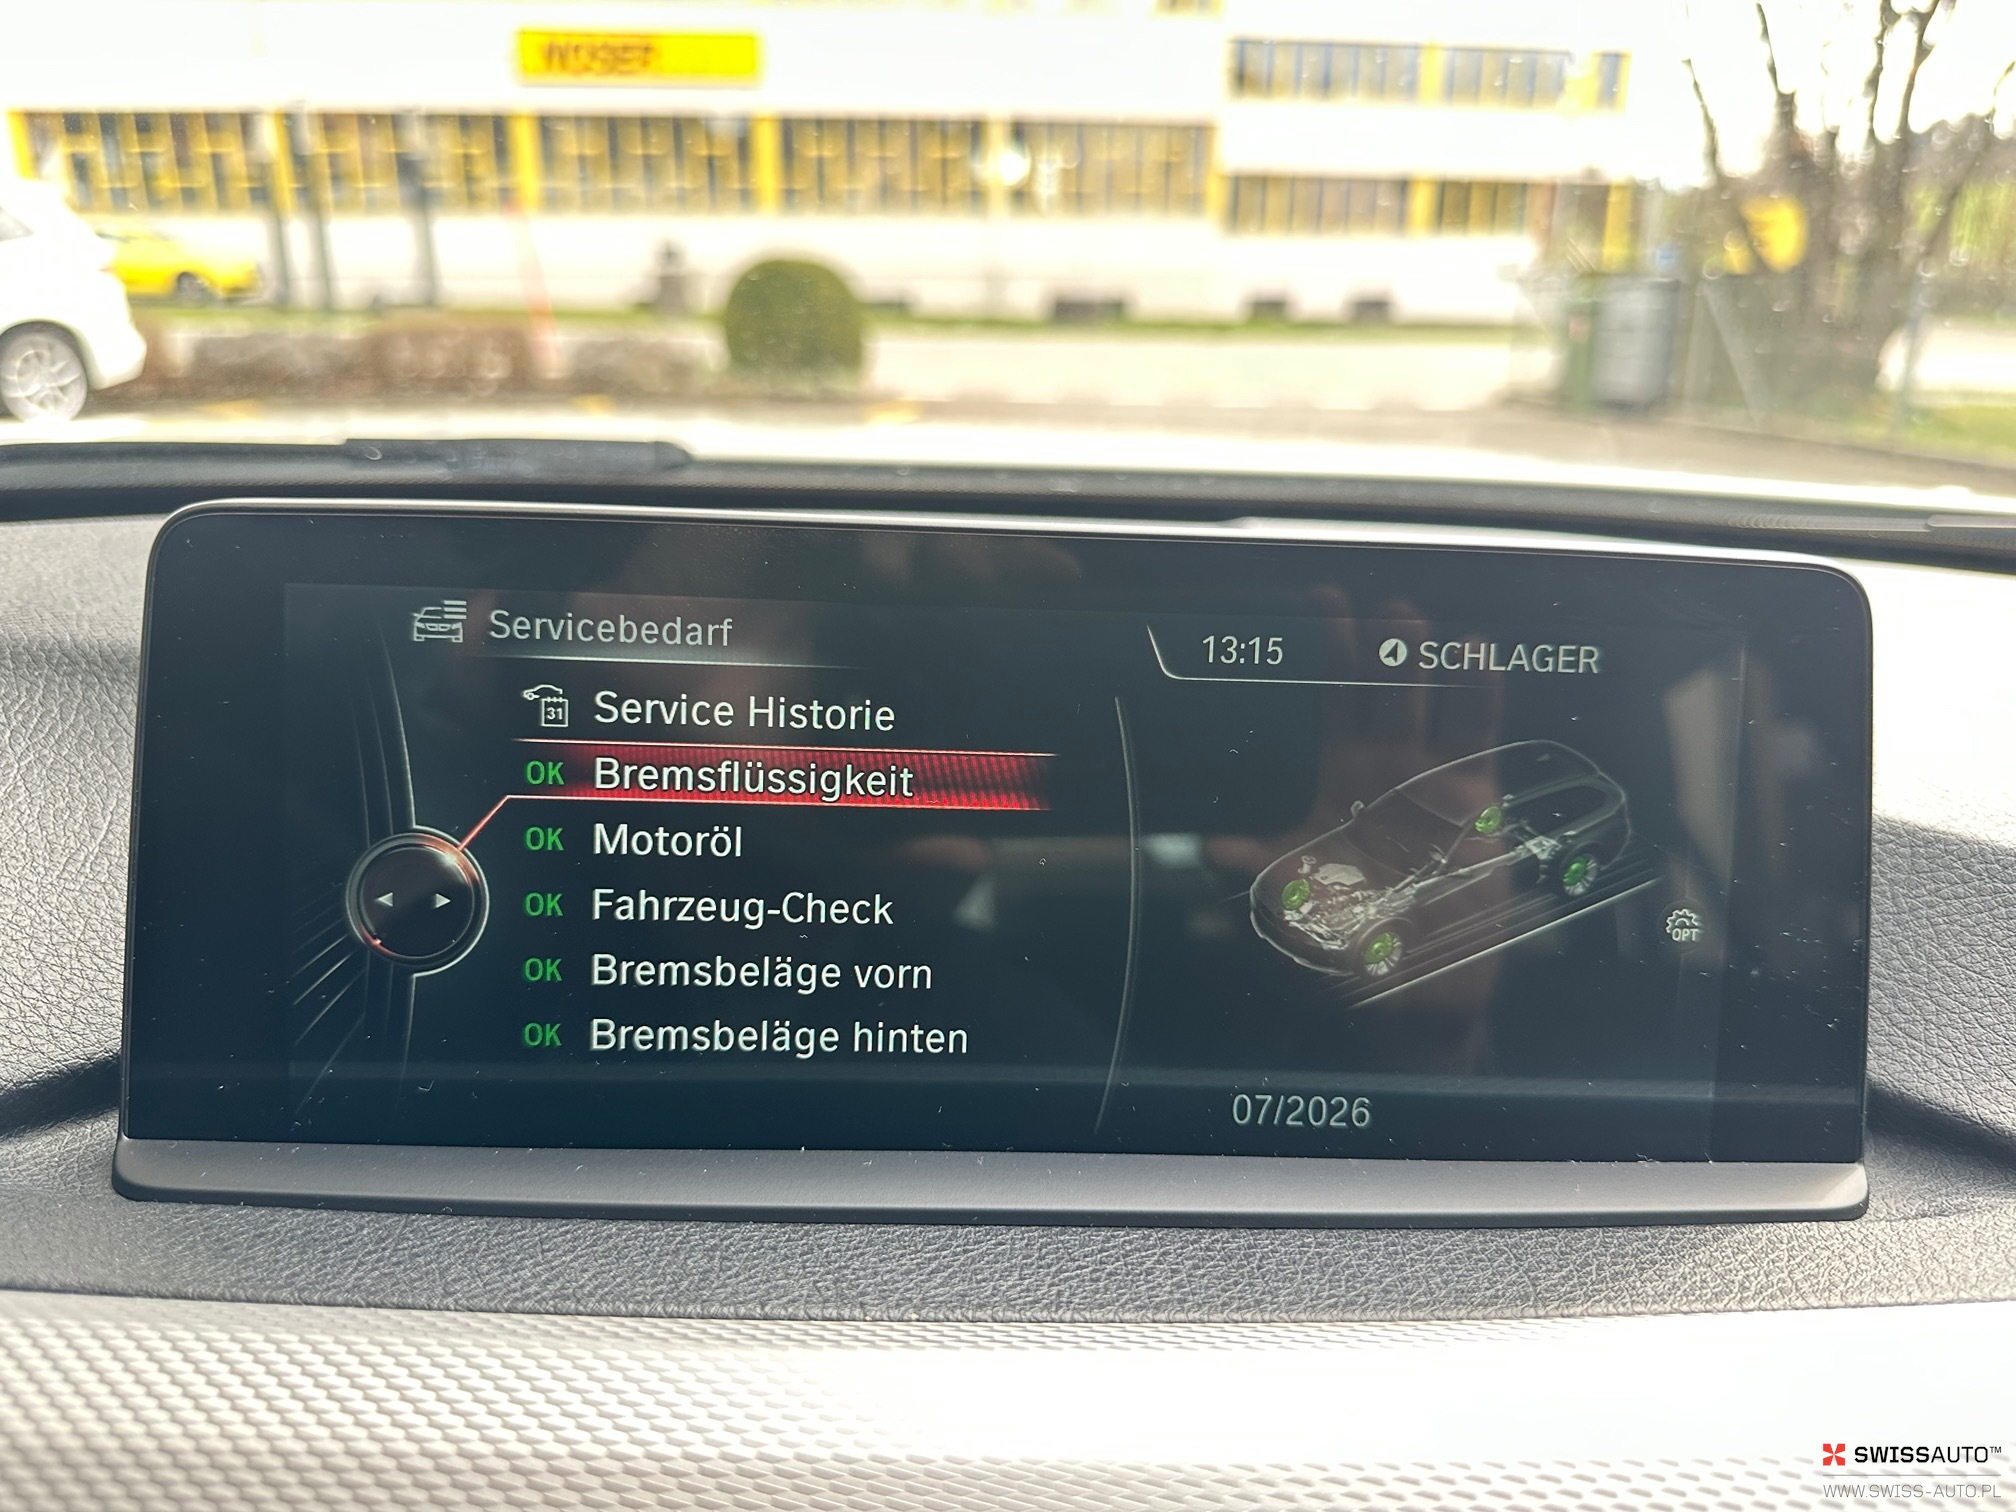 WOSER
Servicebedarf
13:15
SCHLAGER
31
Service Historie
OK Bremsflüssigkeit
OK Motoröl
OK Fahrzeug-Check
OK Bremsbeläge vorn
OK Bremsbeläge hinten
OPT
07/2026
SWISSAUTO™
WWW.SWISS-AUTO.PL